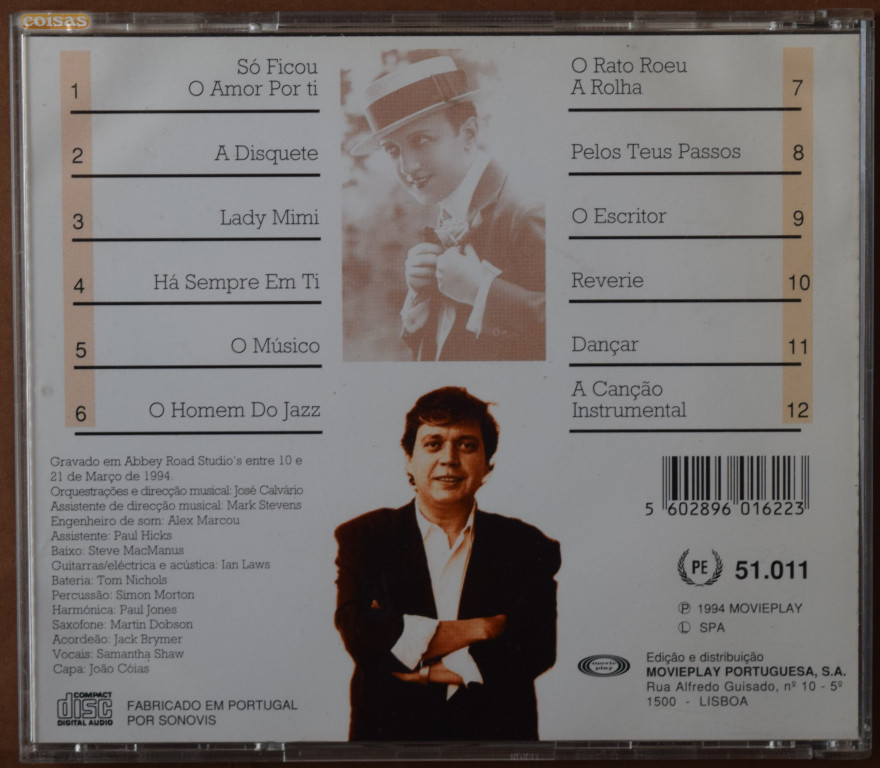 coisas
1
Só Ficou
O Amor Por ti
2
A Disquete
3
Lady Mimi
4
Há Sempre Em Ti
5
O Músico
6
O Homem Do Jazz
O Rato Roeu
A Rolha
7
Pelos Teus Passos
8
O Escritor
9
Reverie
10
Dançar
11
A Canção
Instrumental
12
Gravado em Abbey Road Studio's entre 10 e
21 de Março de 1994.
Orquestrações e direcção musical: José Calvário
Assistente de direcção musical: Mark Stevens
Engenheiro de som: Alex Marcou
Assistente: Paul Hicks
Baixo: Steve MacManus
Guitarras/eléctrica e acústica: Ian Laws
Bateria: Tom Nichols
Percussão: Simon Morton
Harmónica: Paul Jones
Saxofone: Martin Dobson
Acordeão: Jack Brymer
Vocais: Samantha Shaw
Capa: João Cóias
COMPACT
disc
DIGITAL AUDIO
FABRICADO EM PORTUGAL
POR SONOVIS
5 602896 016223
PE 51.011
Ⓟ 1994 MOVIEPLAY
Ⓛ SPA
movie
play
Edição e distribuição
MOVIEPLAY PORTUGUESA, S.A.
Rua Alfredo Guisado, nº 10 - 5º
1500 - LISBOA